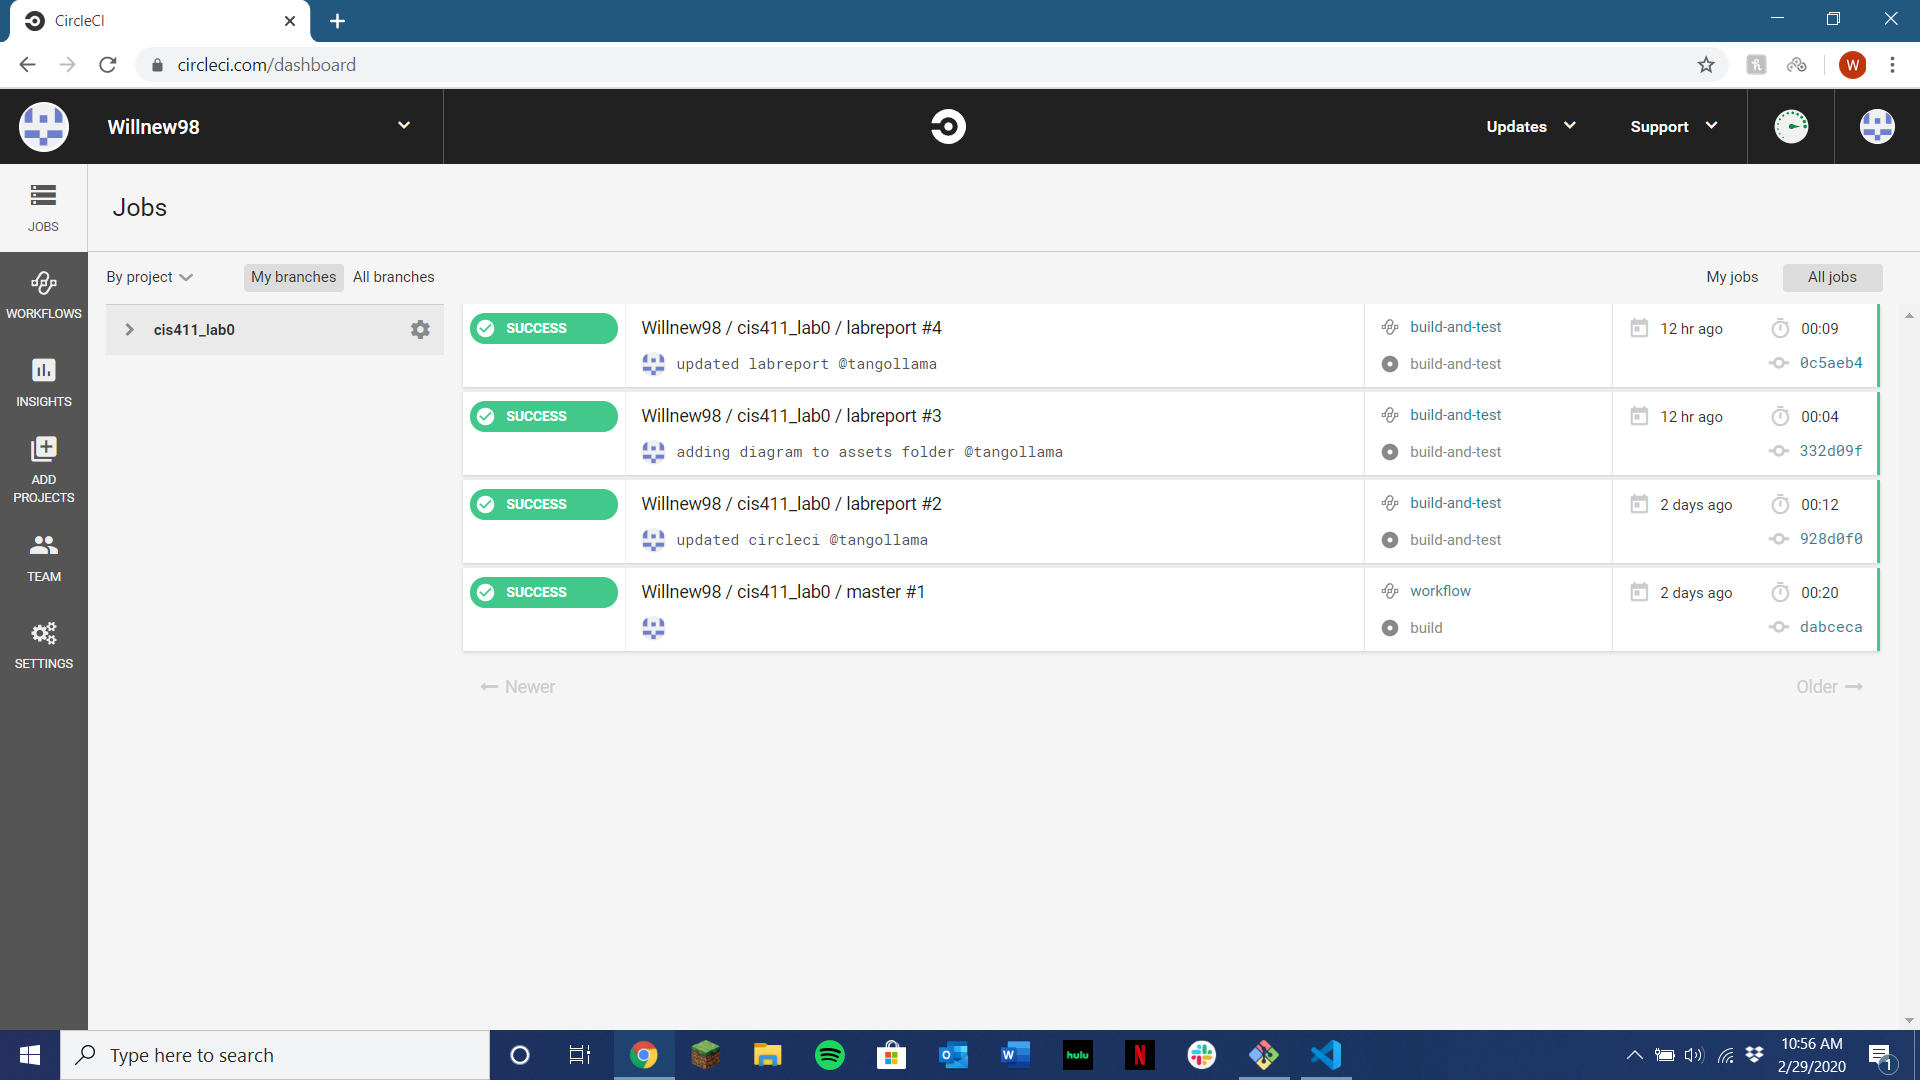 CircleCI
circleci.com/dashboard
W
Willnew98
Updates
Support
JOBS
Jobs
WORKFLOWS
INSIGHTS
ADD
PROJECTS
TEAM
SETTINGS
By project
My branches
All branches
My jobs
All jobs
cis411_lab0
SUCCESS
Willnew98 / cis411_lab0 / labreport #4
build-and-test
12 hr ago
00:09
updated labreport @tangollama
build-and-test
0c5aeb4
SUCCESS
Willnew98 / cis411_lab0 / labreport #3
build-and-test
12 hr ago
00:04
adding diagram to assets folder @tangollama
build-and-test
332d09f
SUCCESS
Willnew98 / cis411_lab0 / labreport #2
build-and-test
2 days ago
00:12
updated circleci @tangollama
build-and-test
928d0f0
SUCCESS
Willnew98 / cis411_lab0 / master #1
workflow
2 days ago
00:20
build
dabceca
Newer
Older
Type here to search
hulu
10:56 AM
2/29/2020
1